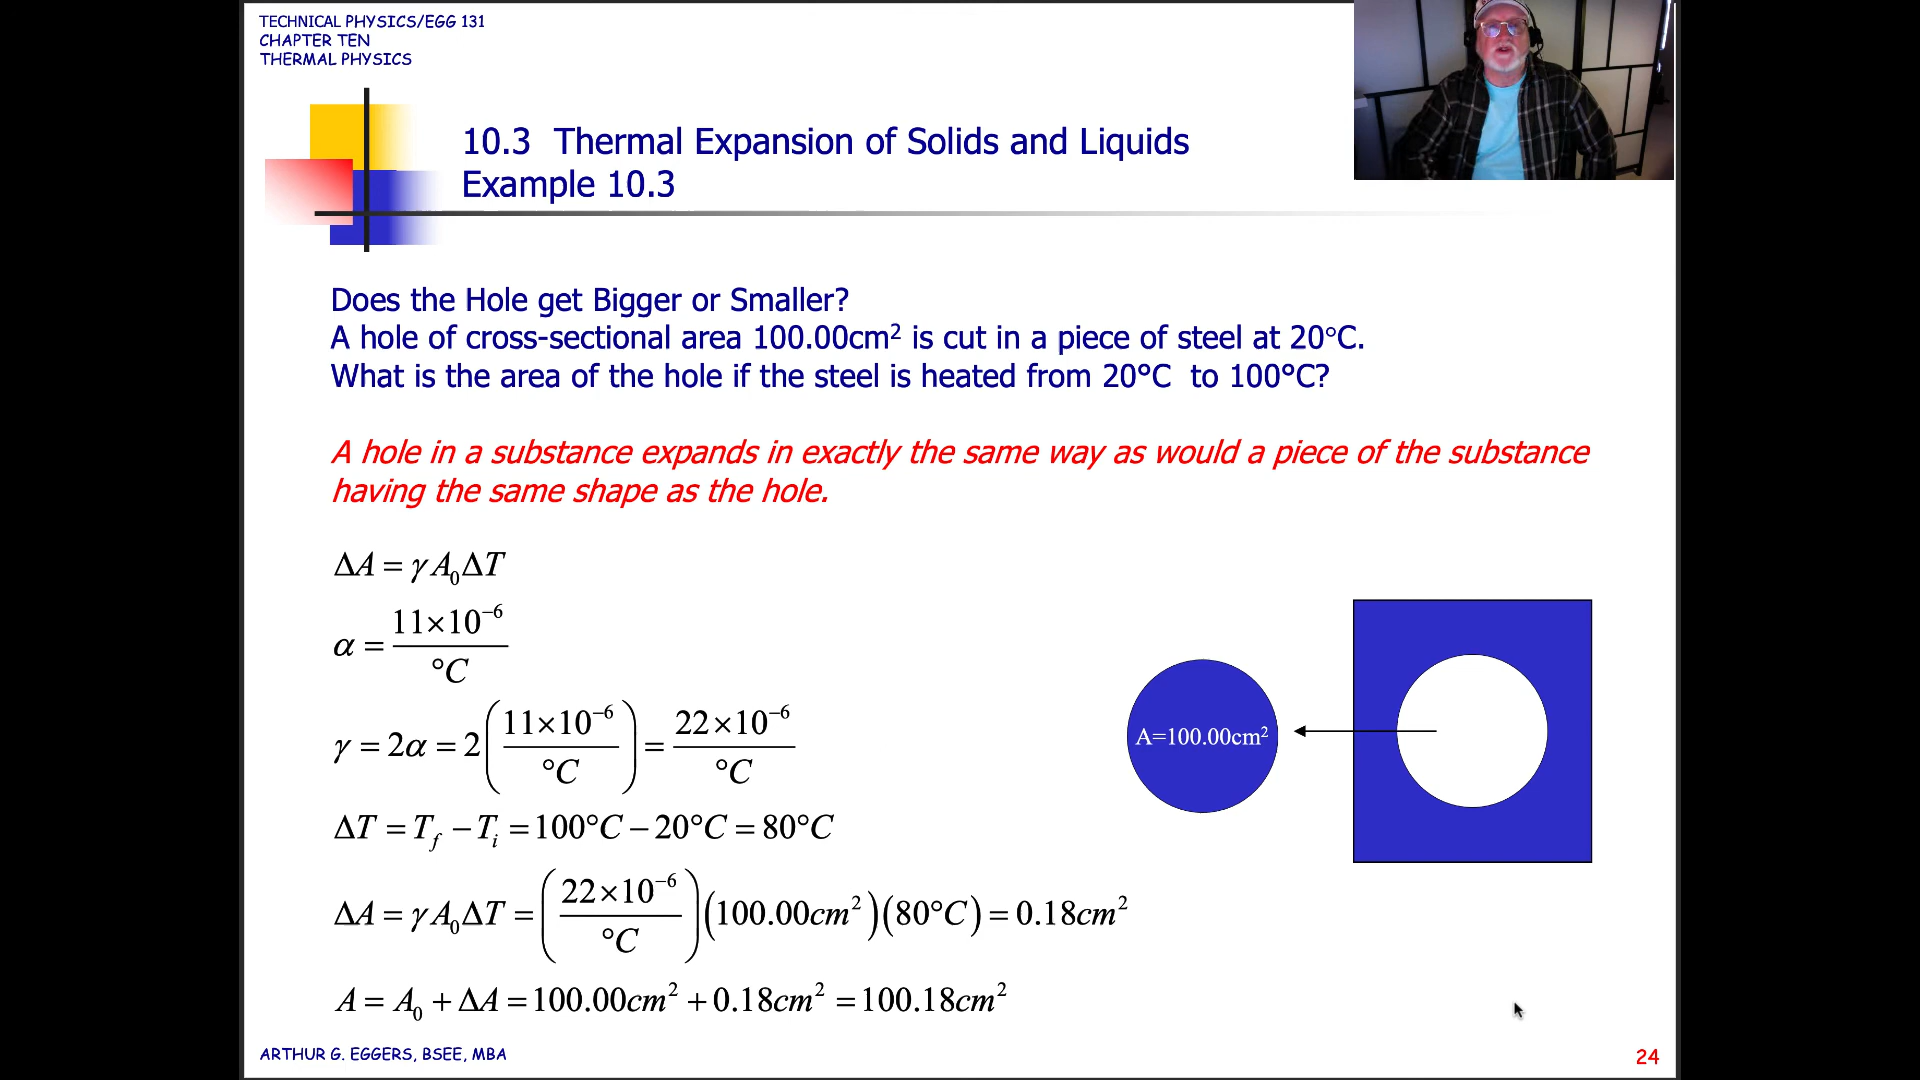 TECHNICAL PHYSICS/EGG 131
CHAPTER TEN
THERMAL PHYSICS
10.3 Thermal Expansion of Solids and Liquids
Example 10.3
Does the Hole get Bigger or Smaller?
A hole of cross-sectional area 100.00cm² is cut in a piece of steel at 20°C.
What is the area of the hole if the steel is heated from 20°C to 100°C?
A hole in a substance expands in exactly the same way as would a piece of the substance
having the same shape as the hole.
ΔA = γA₀ΔT
α = 11×10⁻⁶ / °C
γ = 2α = 2(11×10⁻⁶ / °C) = 22×10⁻⁶ / °C
ΔT = T_f − T_i = 100°C − 20°C = 80°C
ΔA = γA₀ΔT = (22×10⁻⁶ / °C)(100.00cm²)(80°C) = 0.18cm²
A = A₀ + ΔA = 100.00cm² + 0.18cm² = 100.18cm²
A=100.00cm²
ARTHUR G. EGGERS, BSEE, MBA
24